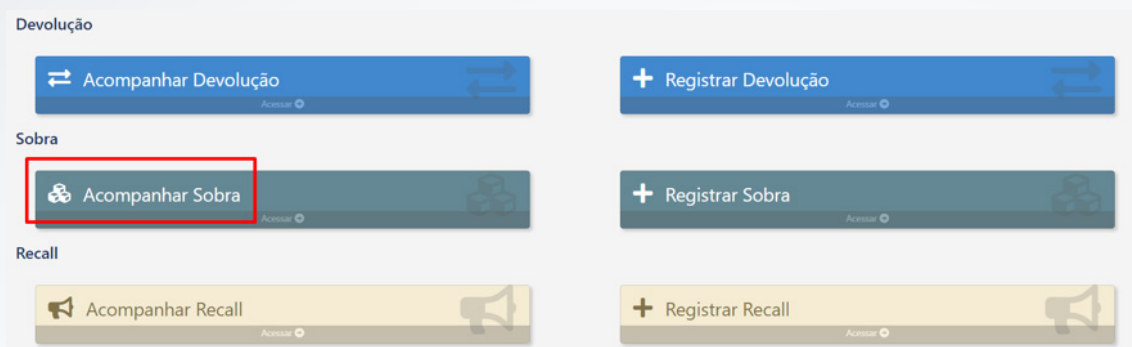 Devolução
Acompanhar Devolução
Acessar
Registrar Devolução
Acessar
Sobra
Acompanhar Sobra
Acessar
Registrar Sobra
Acessar
Recall
Acompanhar Recall
Acessar
Registrar Recall
Acessar